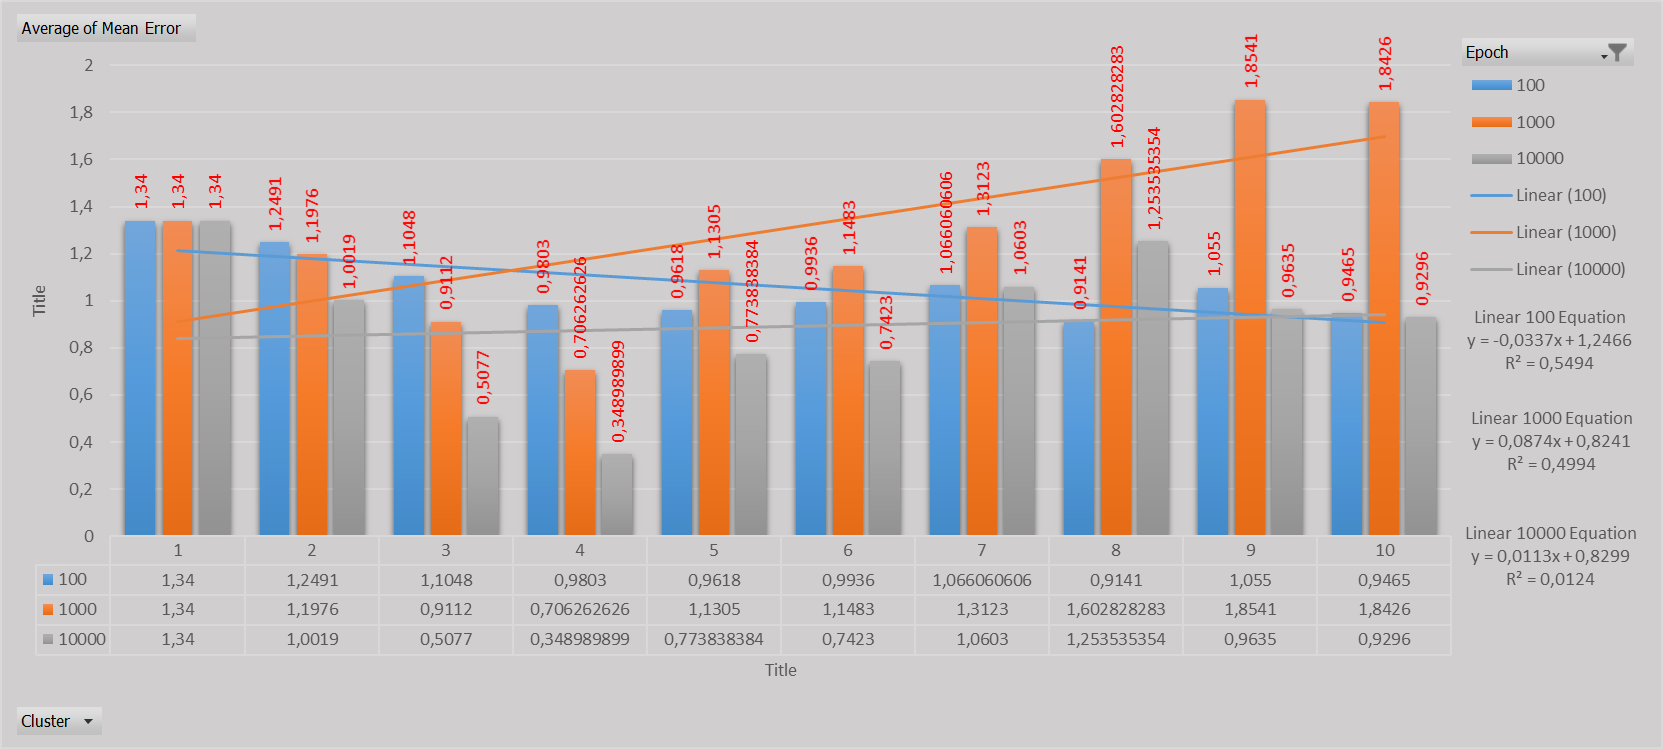 Average of Mean Error
Epoch
100
1000
10000
Linear (100)
Linear (1000)
Linear (10000)
Linear 100 Equation
y = -0,0337x + 1,2466
R² = 0,5494
Linear 1000 Equation
y = 0,0874x + 0,8241
R² = 0,4994
Linear 10000 Equation
y = 0,0113x + 0,8299
R² = 0,0124
Title
2
1,8
1,6
1,4
1,2
1
0,8
0,6
0,4
0,2
0
1,34
1,34
1,34
1,2491
1,1976
1,0019
1,1048
0,9112
0,5077
0,9803
0,706262626
0,348989899
0,9618
1,1305
0,773838384
0,9936
1,1483
0,7423
1,066060606
1,3123
1,0603
0,9141
1,602828283
1,253535354
1,055
1,8541
0,9635
0,9465
1,8426
0,9296
1 2 3 4 5 6 7 8 9 10
100 1,34 1,2491 1,1048 0,9803 0,9618 0,9936 1,066060606 0,9141 1,055 0,9465
1000 1,34 1,1976 0,9112 0,706262626 1,1305 1,1483 1,3123 1,602828283 1,8541 1,8426
10000 1,34 1,0019 0,5077 0,348989899 0,773838384 0,7423 1,0603 1,253535354 0,9635 0,9296
Title
Cluster